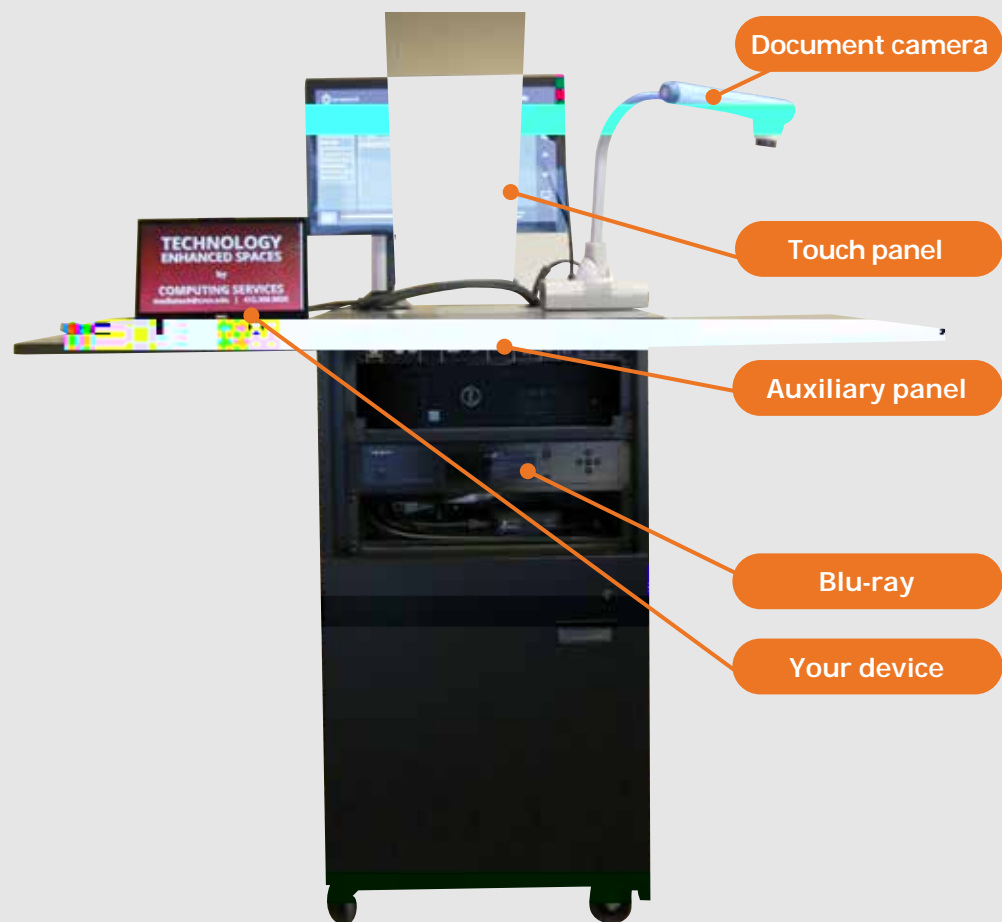 Document camera
Touch panel
TECHNOLOGY
ENHANCED SPACES
by
COMPUTING SERVICES
Auxiliary panel
Blu-ray
Your device